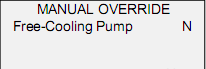 MANUAL OVERRIDE
Free-Cooling Pump N